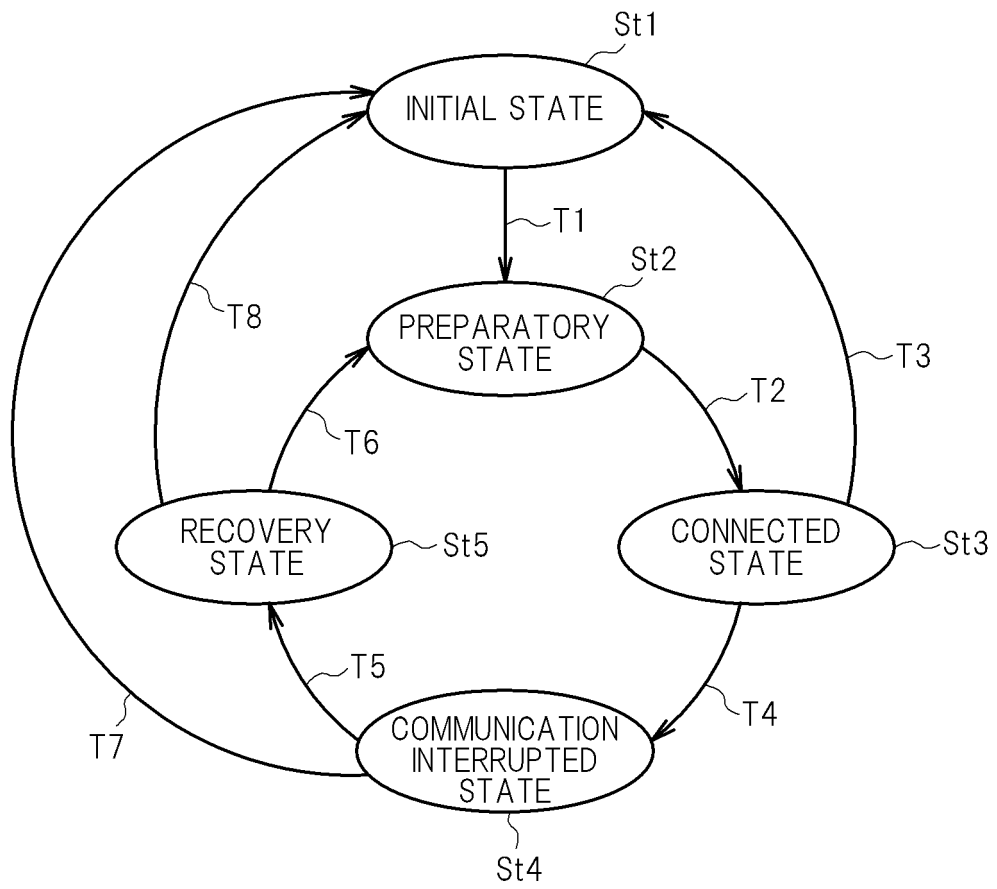 St1
INITIAL STATE
T1
St2
PREPARATORY
STATE
T8
T3
T2
T6
RECOVERY
STATE
St5
CONNECTED
STATE
St3
T5
T4
T7
COMMUNICATION
INTERRUPTED
STATE
St4